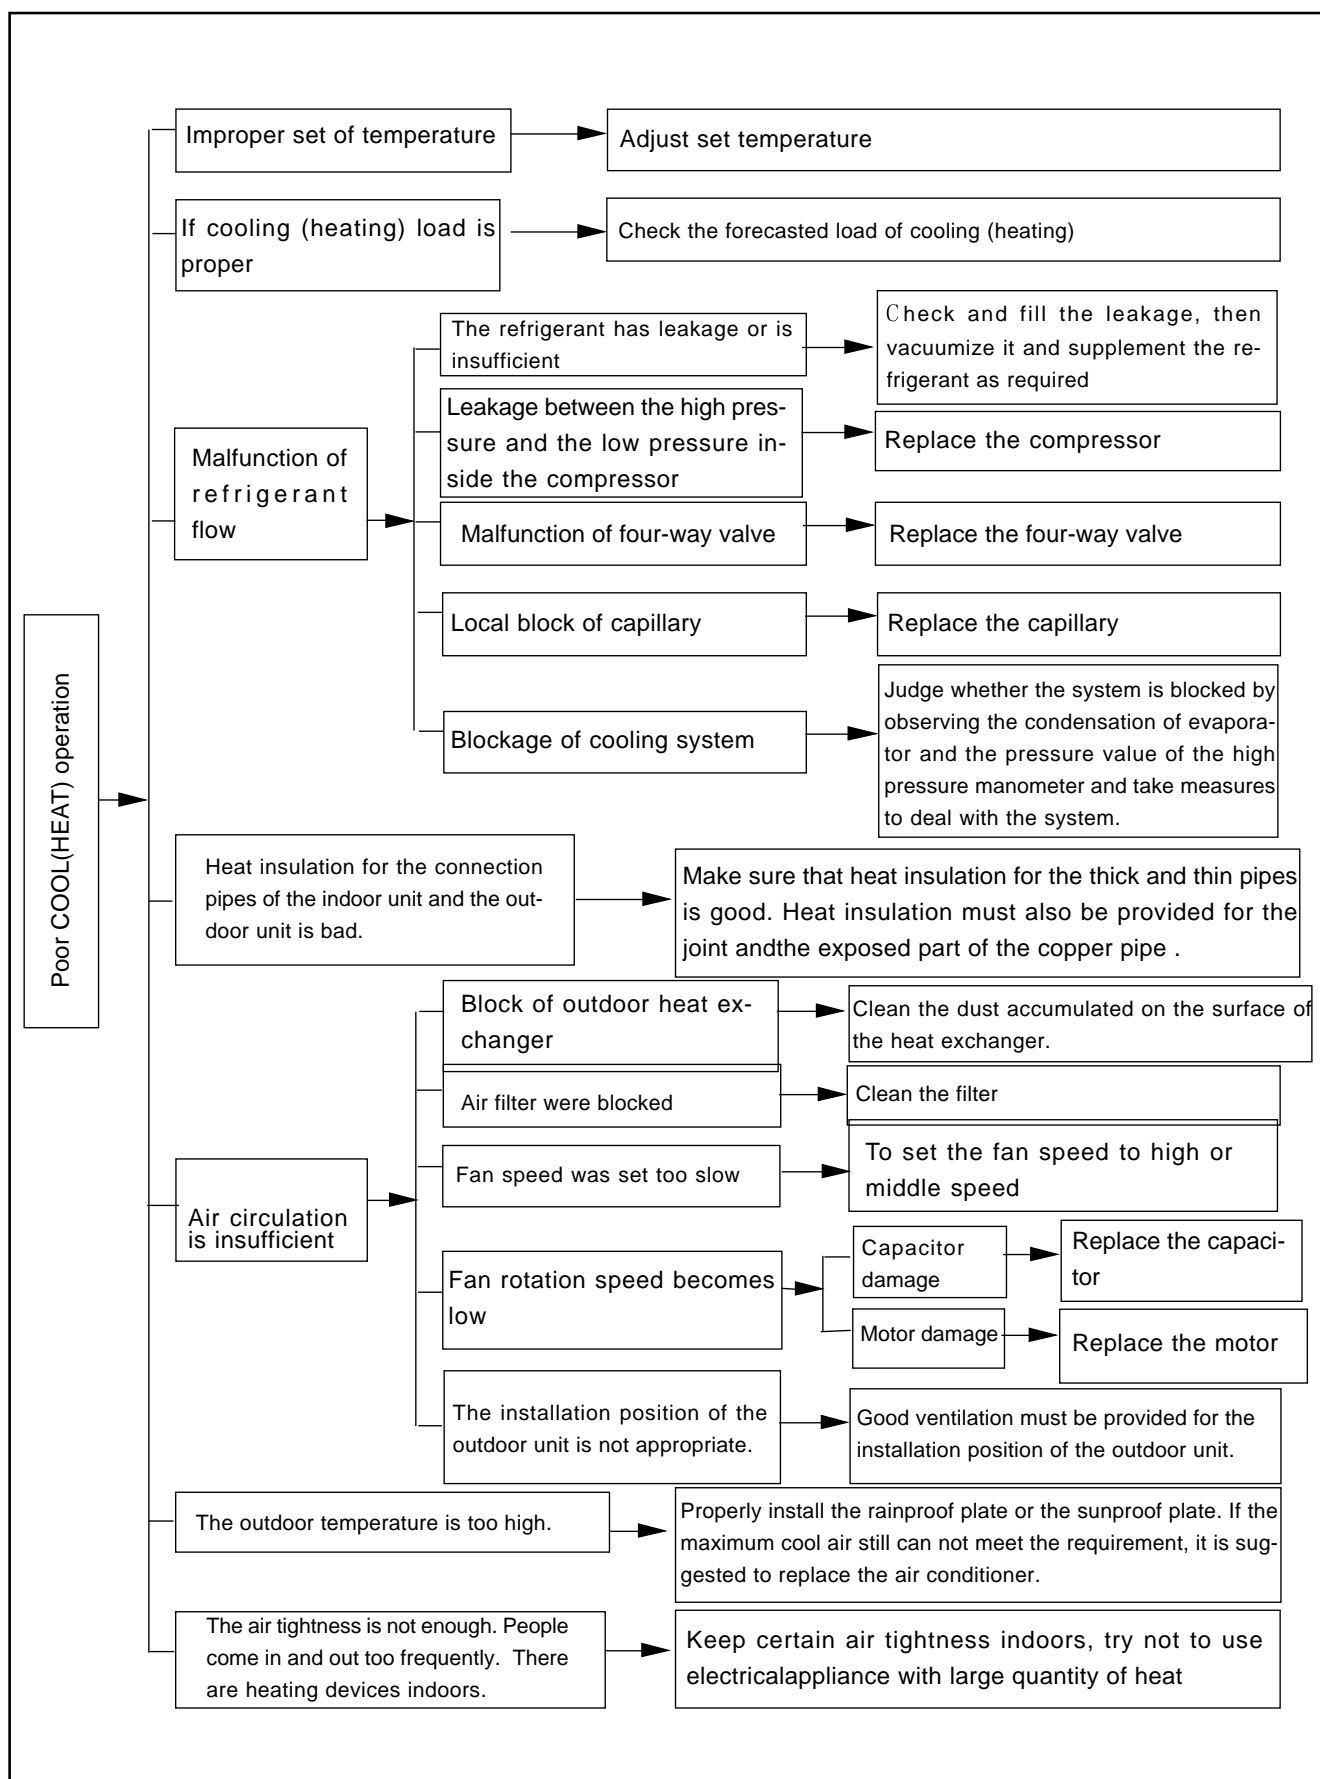 Improper set of temperature
Adjust set temperature
If cooling (heating) load is
proper
Check the forecasted load of cooling (heating)
Malfunction of
refrigerant
flow
The refrigerant has leakage or is
insufficient
Check and fill the leakage, then
vacuumize it and supplement the re-
frigerant as required
Leakage between the high pres-
sure and the low pressure in-
side the compressor
Replace the compressor
Malfunction of four-way valve
Replace the four-way valve
Local block of capillary
Replace the capillary
Blockage of cooling system
Judge whether the system is blocked by
observing the condensation of evapora-
tor and the pressure value of the high
pressure manometer and take measures
to deal with the system.
Poor COOL(HEAT) operation
Heat insulation for the connection
pipes of the indoor unit and the out-
door unit is bad.
Make sure that heat insulation for the thick and thin pipes
is good. Heat insulation must also be provided for the
joint andthe exposed part of the copper pipe .
Air circulation
is insufficient
Block of outdoor heat ex-
changer
Clean the dust accumulated on the surface of
the heat exchanger.
Air filter were blocked
Clean the filter
Fan speed was set too slow
To set the fan speed to high or
middle speed
Fan rotation speed becomes
low
Capacitor
damage
Replace the capaci-
tor
Motor damage
Replace the motor
The installation position of the
outdoor unit is not appropriate.
Good ventilation must be provided for the
installation position of the outdoor unit.
The outdoor temperature is too high.
Properly install the rainproof plate or the sunproof plate. If the
maximum cool air still can not meet the requirement, it is sug-
gested to replace the air conditioner.
The air tightness is not enough. People
come in and out too frequently. There
are heating devices indoors.
Keep certain air tightness indoors, try not to use
electricalappliance with large quantity of heat